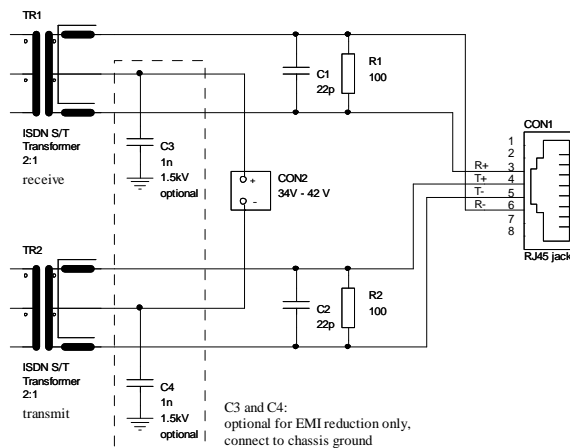 TR1
ISDN S/T
Transformer
2:1
receive
C3
1n
1.5kV
optional
C1
22p
R1
100
CON2
34V - 42 V
+
-
CON1
1
2
3
4
5
6
7
8
R+
T+
T-
R-
RJ45 jack
TR2
ISDN S/T
Transformer
2:1
transmit
C4
1n
1.5kV
optional
C2
22p
R2
100
C3 and C4:
optional for EMI reduction only,
connect to chassis ground